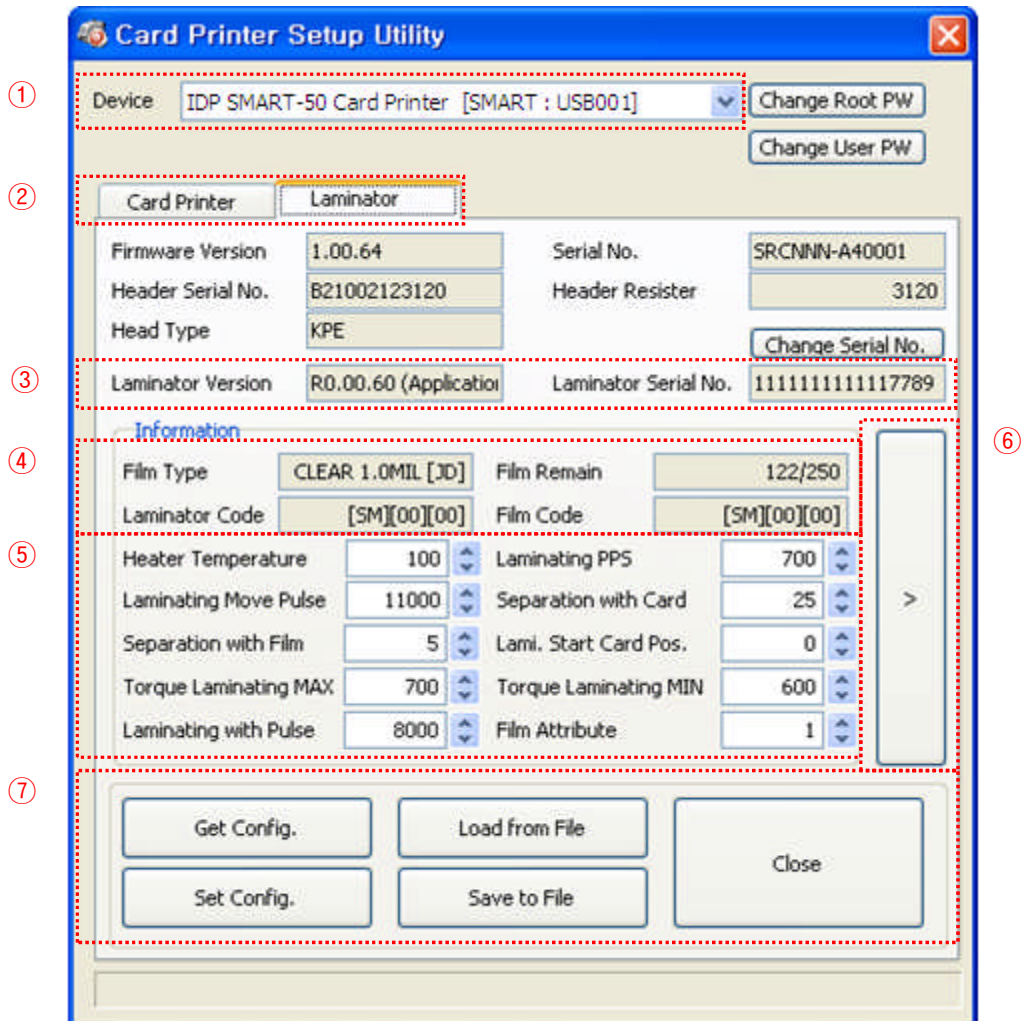 Card Printer Setup Utility
① Device IDP SMART-50 Card Printer [SMART : USB001] Change Root PW
Change User PW
② Card Printer Laminator
Firmware Version 1.00.64 Serial No. SRCNNN-A40001
Header Serial No. B21002123120 Header Resister 3120
Head Type KPE Change Serial No.
③ Laminator Version R0.00.60 (Application Laminator Serial No. 1111111111117789
Information
④ Film Type CLEAR 1.0MIL [JD] Film Remain 122/250 ⑥
Laminator Code [SM][00][00] Film Code [SM][00][00]
⑤ Heater Temperature 100 Laminating PPS 700
Laminating Move Pulse 11000 Separation with Card 25 >
Separation with Film 5 Lami. Start Card Pos. 0
Torque Laminating MAX 700 Torque Laminating MIN 600
Laminating with Pulse 8000 Film Attribute 1
⑦ Get Config. Load from File Close
Set Config. Save to File